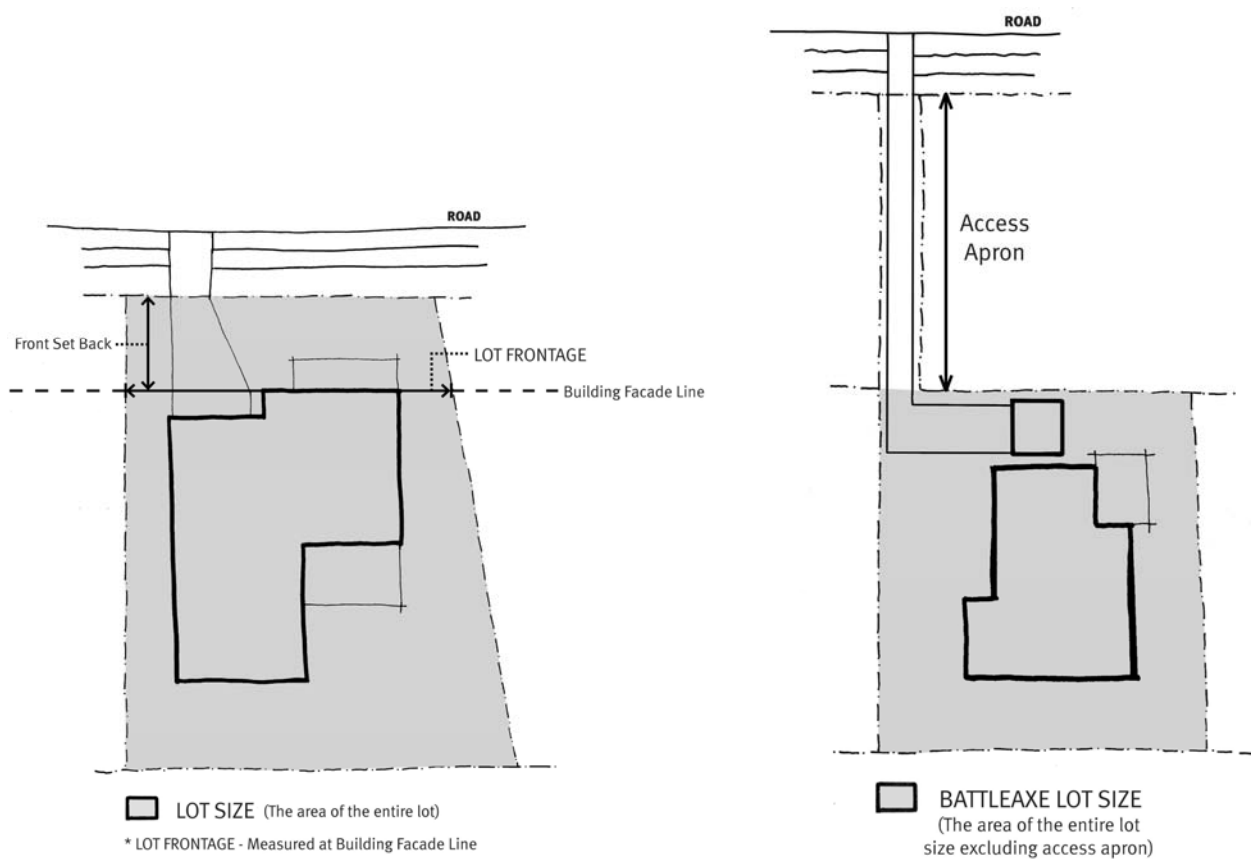 ROAD
Front Set Back
LOT FRONTAGE
Building Facade Line
LOT SIZE (The area of the entire lot)
* LOT FRONTAGE - Measured at Building Facade Line
ROAD
Access
Apron
BATTLEAXE LOT SIZE
(The area of the entire lot
size excluding access apron)